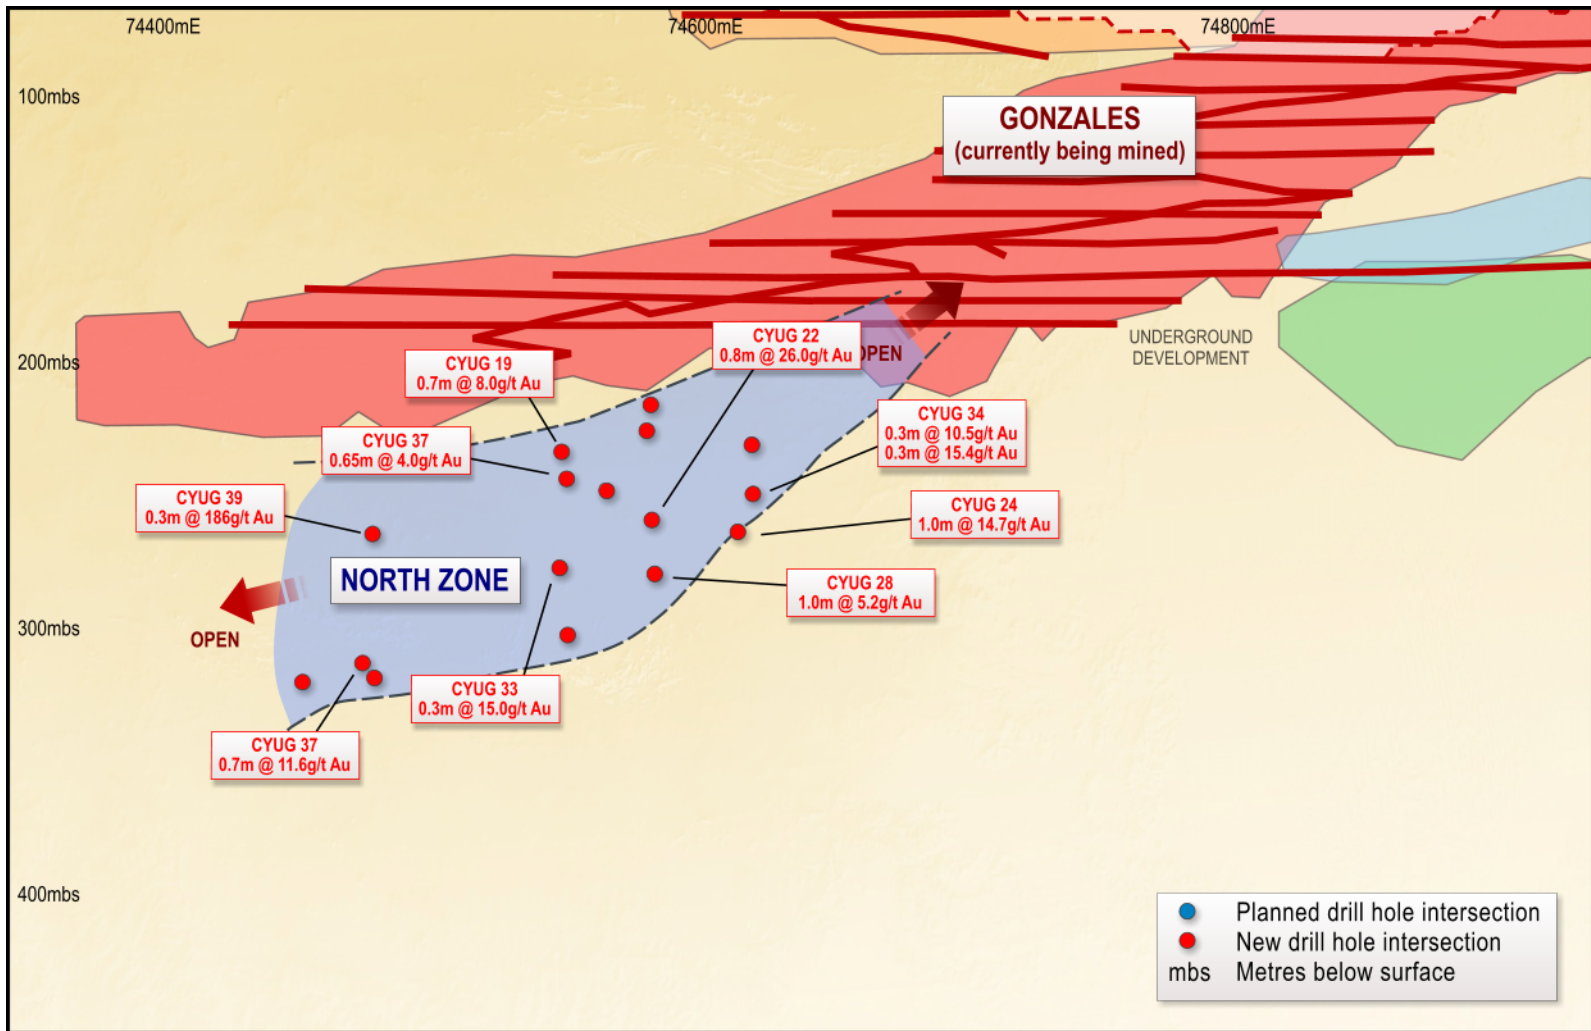 74400mE
74600mE
74800mE
100mbs
GONZALES
(currently being mined)
UNDERGROUND
DEVELOPMENT
200mbs
CYUG 22
0.8m @ 26.0g/t Au
OPEN
CYUG 19
0.7m @ 8.0g/t Au
CYUG 34
0.3m @ 10.5g/t Au
0.3m @ 15.4g/t Au
CYUG 37
0.65m @ 4.0g/t Au
CYUG 39
0.3m @ 186g/t Au
CYUG 24
1.0m @ 14.7g/t Au
NORTH ZONE
CYUG 28
1.0m @ 5.2g/t Au
300mbs
OPEN
CYUG 33
0.3m @ 15.0g/t Au
CYUG 37
0.7m @ 11.6g/t Au
400mbs
Planned drill hole intersection
New drill hole intersection
mbs Metres below surface